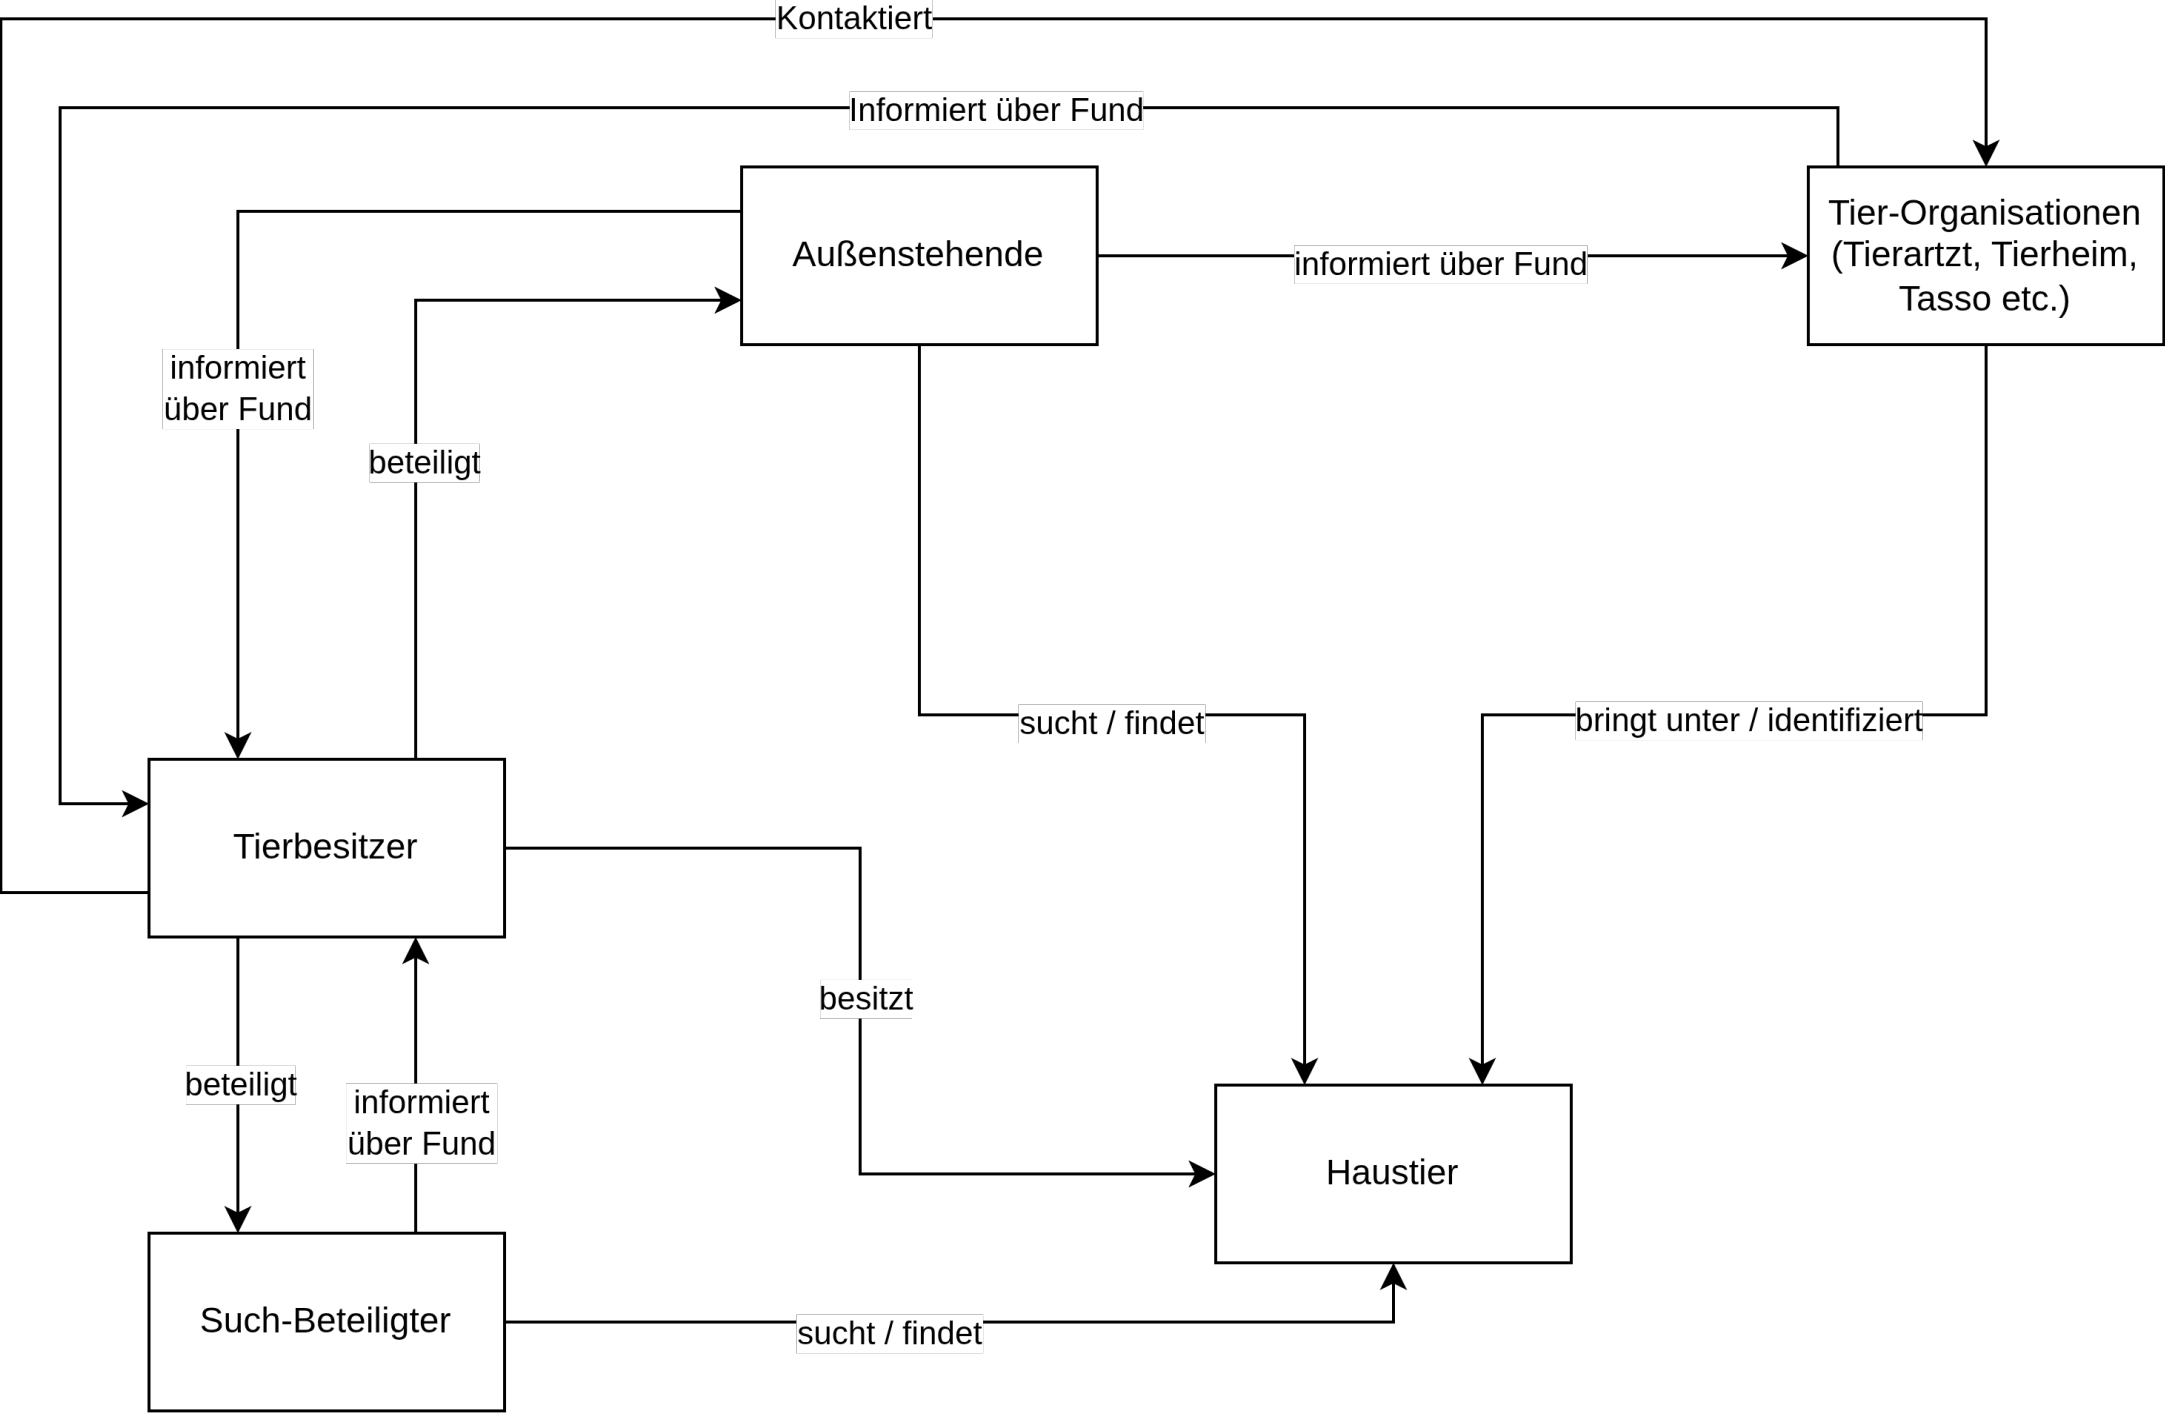 Kontaktiert
Informiert über Fund
Außenstehende
informiert über Fund
Tier-Organisationen
(Tierartzt, Tierheim,
Tasso etc.)
informiert
über Fund
beteiligt
sucht / findet
bringt unter / identifiziert
Tierbesitzer
besitzt
beteiligt
informiert
über Fund
Haustier
Such-Beteiligter
sucht / findet